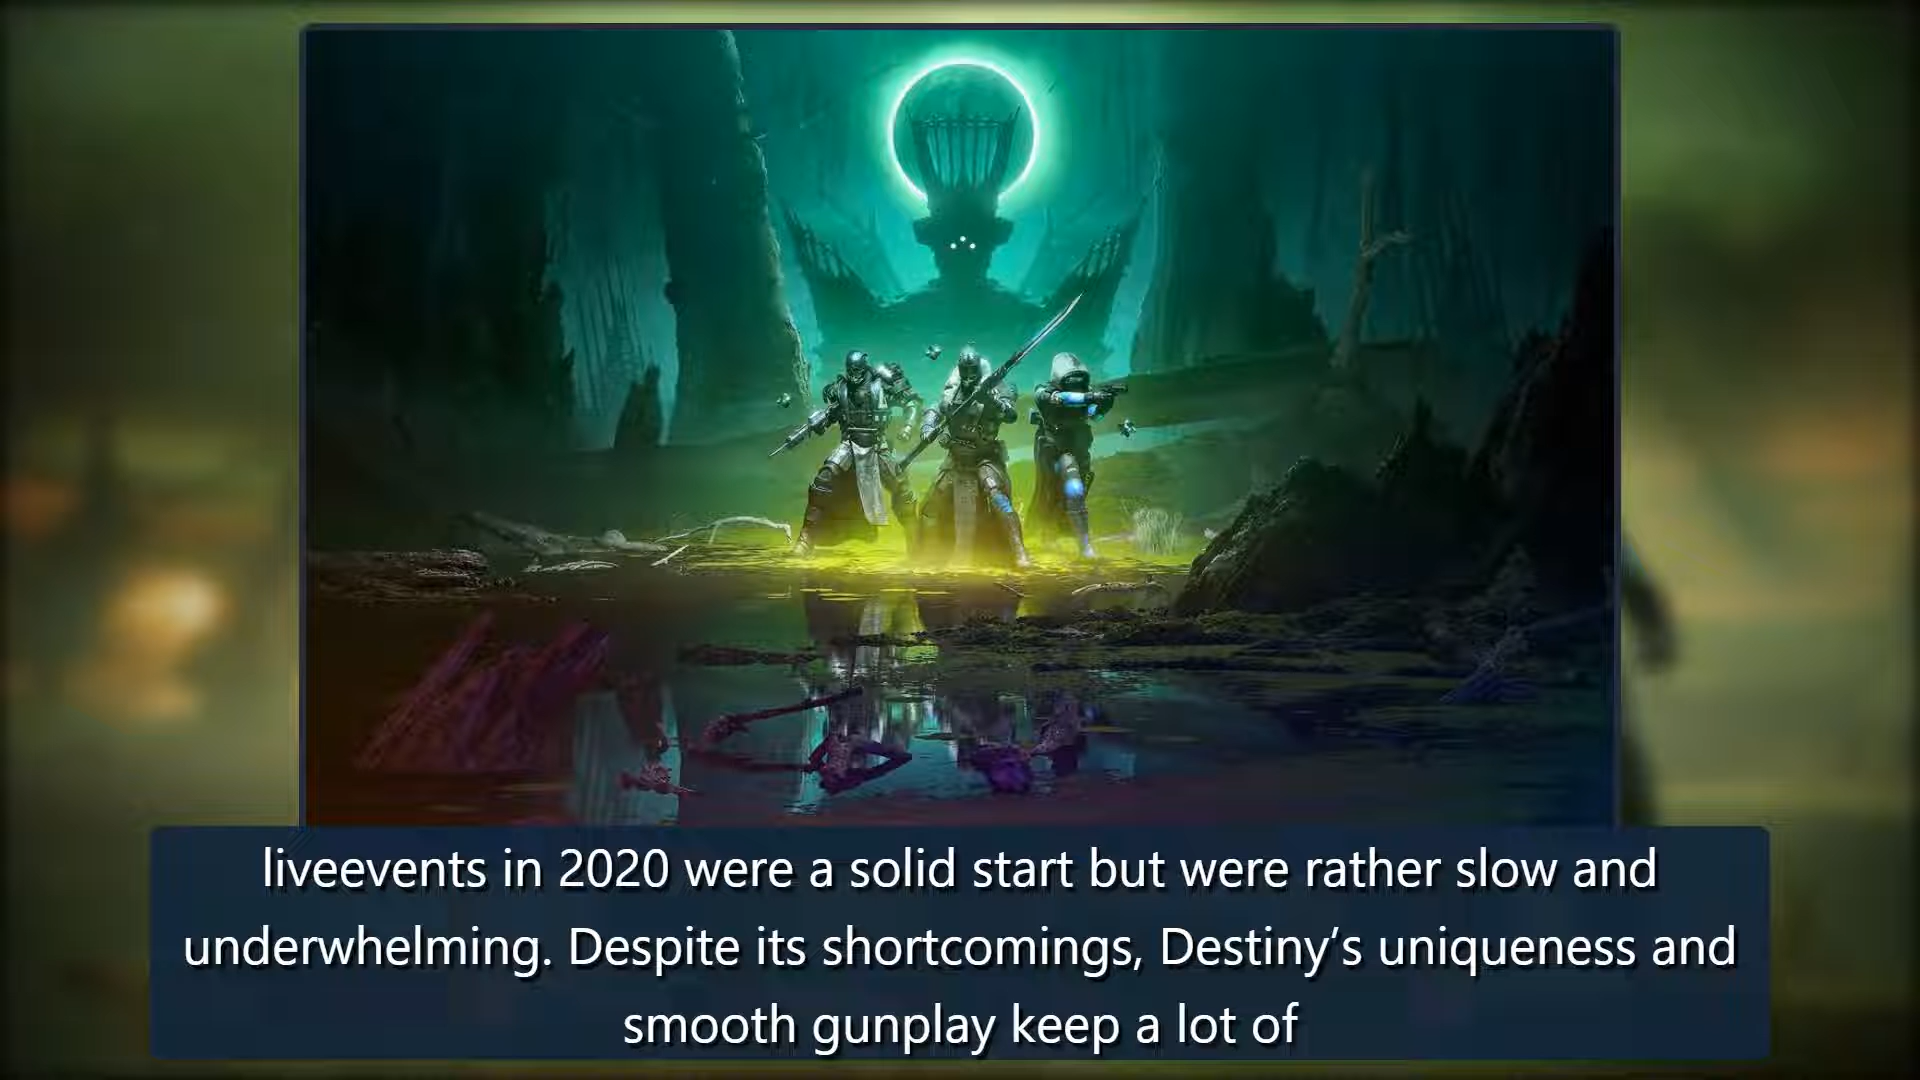 liveevents in 2020 were a solid start but were rather slow and
underwhelming. Despite its shortcomings, Destiny’s uniqueness and
smooth gunplay keep a lot of